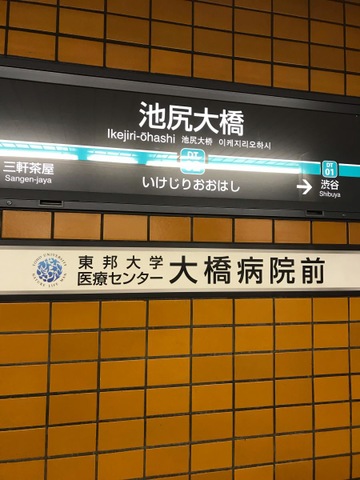 池尻大橋
Ikejiri-ōhashi 池尻大桥 이케지리오하시
三軒茶屋
Sangen-jaya
DT
いけじりおおはし
→
DT
01
渋谷
Shibuya
東邦大学
医療センター 大橋病院前